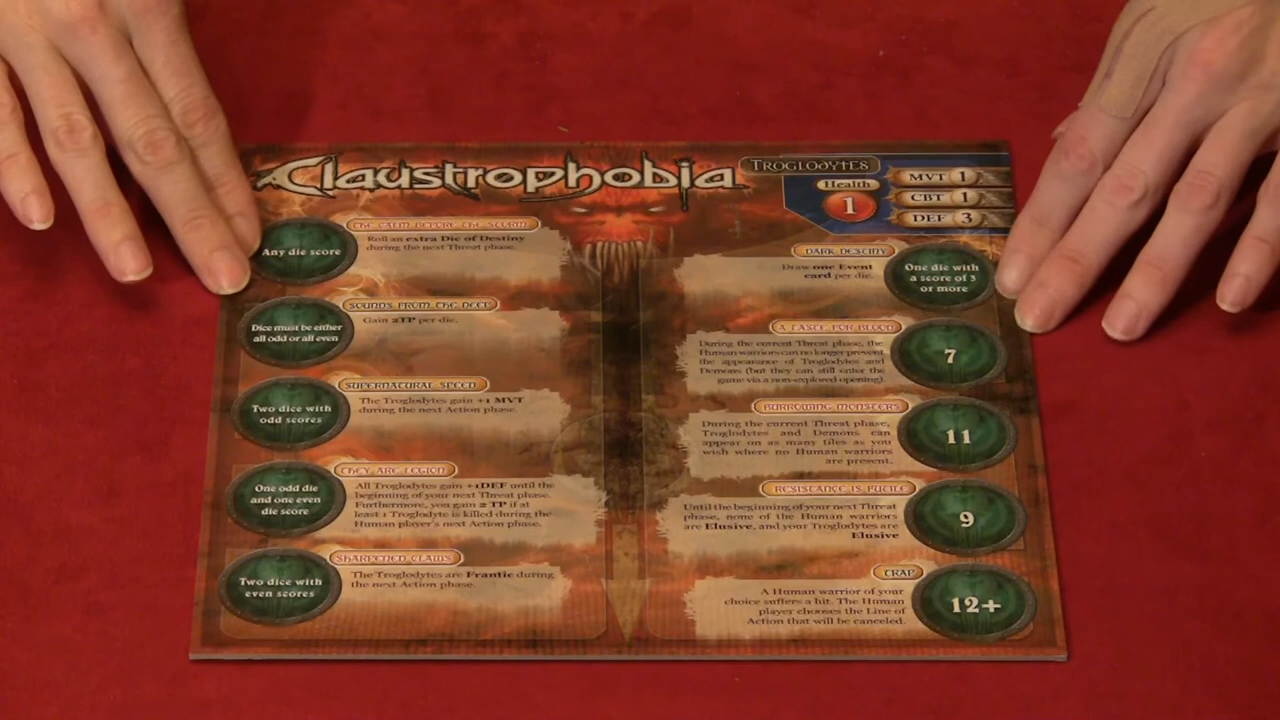 Claustrophobia
TROGLODYTES
Health
1
MVT 1
CBT 1
DEF 3
Any die score
THE CALM BEFORE THE STORM
Roll an extra Die of Destiny
during the next Threat phase.
Dice must be either
all odd or all even
SOUNDS FROM THE DEEP
Gain 2TP per die.
Two dice with
odd scores
SUPERNATURAL SPEED
The Troglodytes gain +1 MVT
during the next Action phase.
One odd die
and one even
die score
THEY ARE LEGION
All Troglodytes gain +1DEF until the
beginning of your next Threat phase.
Furthermore, you gain 2 TP if at
least 1 Troglodyte is killed during the
Human player's next Action phase.
Two dice with
even scores
SHARPENED CLAWS
The Troglodytes are Frantic during
the next Action phase.
DARK DESTINY
Draw one Event
card per die.
One die with
a score of 3
or more
A TASTE FOR BLOOD
During the current Threat phase, the
Human warriors can no longer prevent
the appearance of Troglodytes and
Demons (but they can still enter the
game via a non-explored opening).
7
BURROWING MONSTERS
During the current Threat phase,
Troglodytes and Demons can
appear on as many tiles as you
wish where no Human warriors
are present.
11
RESISTANCE IS FUTILE
Until the beginning of your next Threat
phase, none of the Human warriors
are Elusive, and your Troglodytes are
Elusive
9
TRAP
A Human warrior of your
choice suffers a hit. The Human
player chooses the Line of
Action that will be canceled.
12+